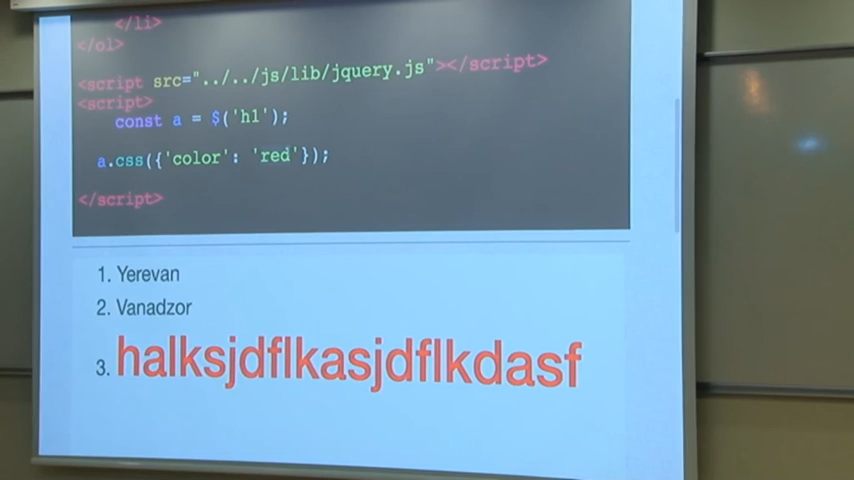 </li>
</ol>
<script src="../../js/lib/jquery.js"></script>
<script>
const a = $('h1');
a.css({'color': 'red'});
</script>
1. Yerevan
2. Vanadzor
3. halksjdflkasjdflkdasf